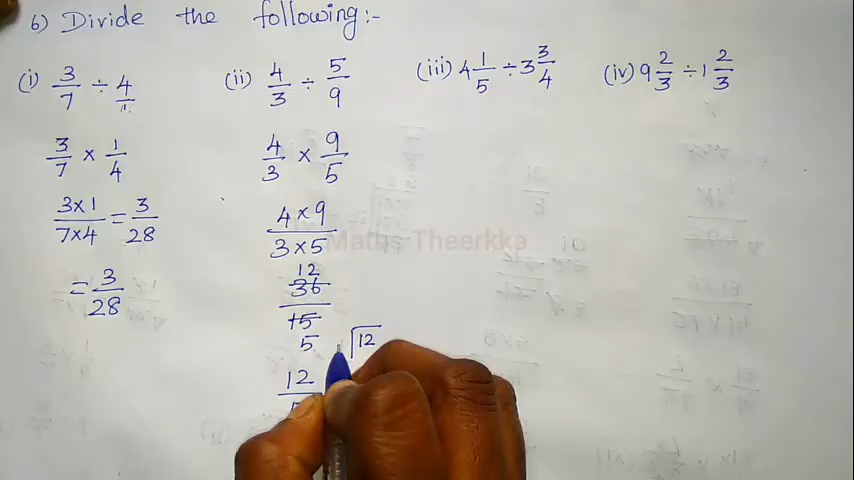 6) Divide the following:-
(i) 3/7 ÷ 4/1
3/7 × 1/4
3×1/7×4 = 3/28
= 3/28
(ii) 4/3 ÷ 5/9
4/3 × 9/5
4×9/3×5
12
36/15
5
12
12/5
(iii) 4 1/5 ÷ 3 3/4
(iv) 9 2/3 ÷ 1 2/3
Maths Theerkka